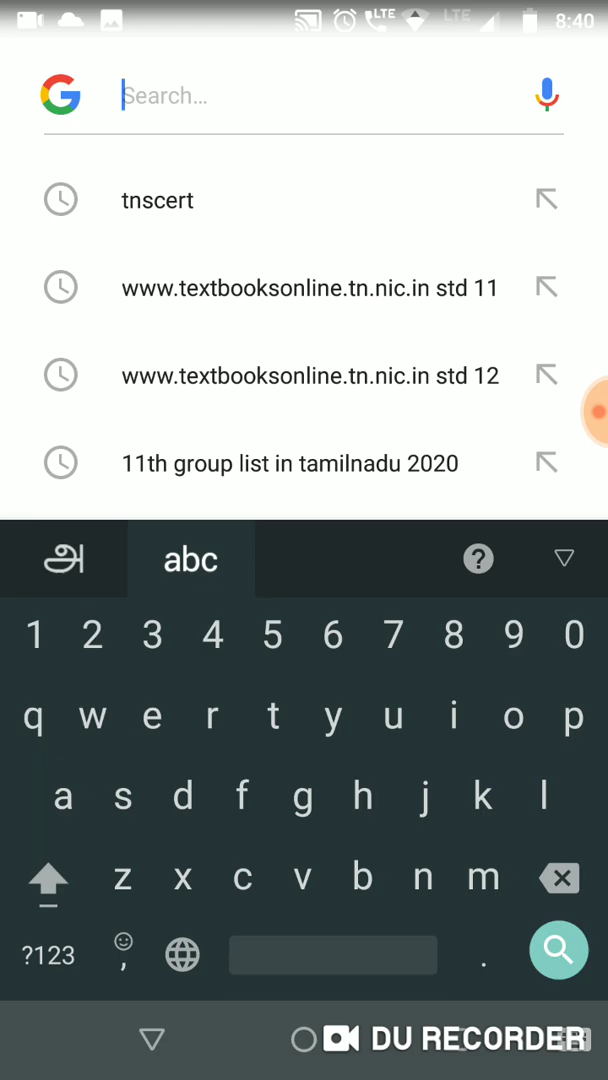 LTE LTE 8:40
G Search...
tnscert
www.textbooksonline.tn.nic.in std 11
www.textbooksonline.tn.nic.in std 12
11th group list in tamilnadu 2020
அ abc ?
1 2 3 4 5 6 7 8 9 0
q w e r t y u i o p
a s d f g h j k l
z x c v b n m
?123 , .
DU RECORDER